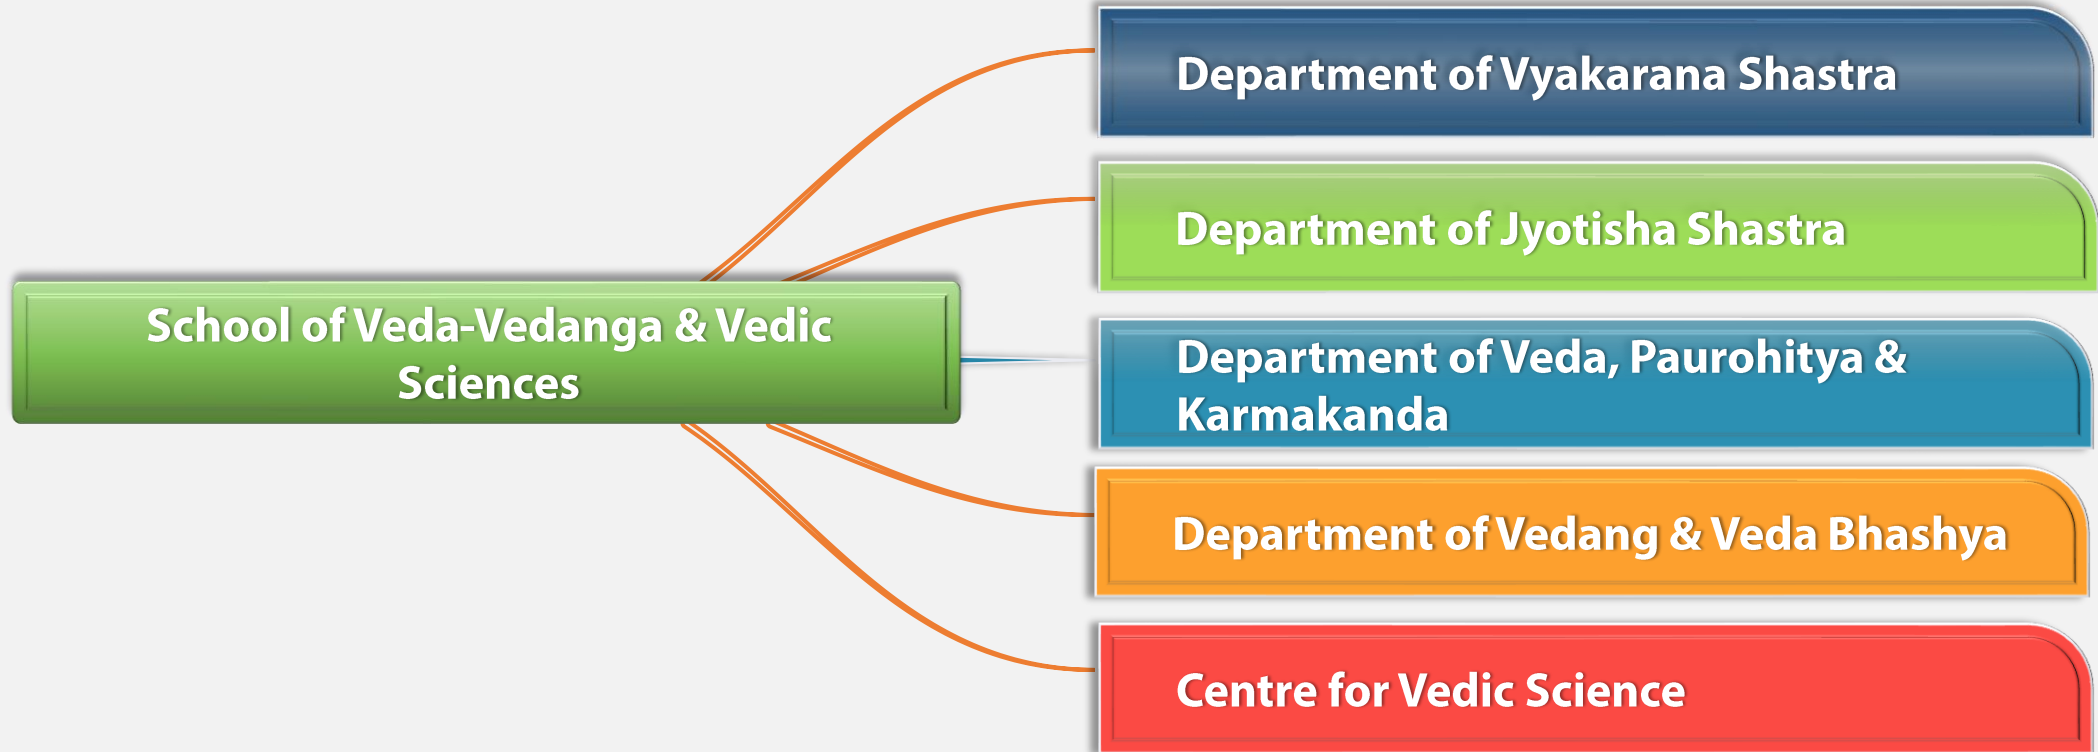 Department of Vyakarana Shastra
Department of Jyotisha Shastra
School of Veda-Vedanga & Vedic
Sciences
Department of Veda, Paurohitya &
Karmakanda
Department of Vedang & Veda Bhashya
Centre for Vedic Science